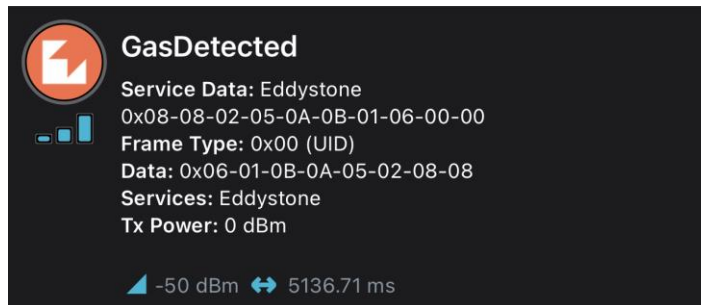 GasDetected
Service Data: Eddystone
0x08-08-02-05-0A-0B-01-06-00-00
Frame Type: 0x00 (UID)
Data: 0x06-01-0B-0A-05-02-08-08
Services: Eddystone
Tx Power: 0 dBm
-50 dBm 5136.71 ms